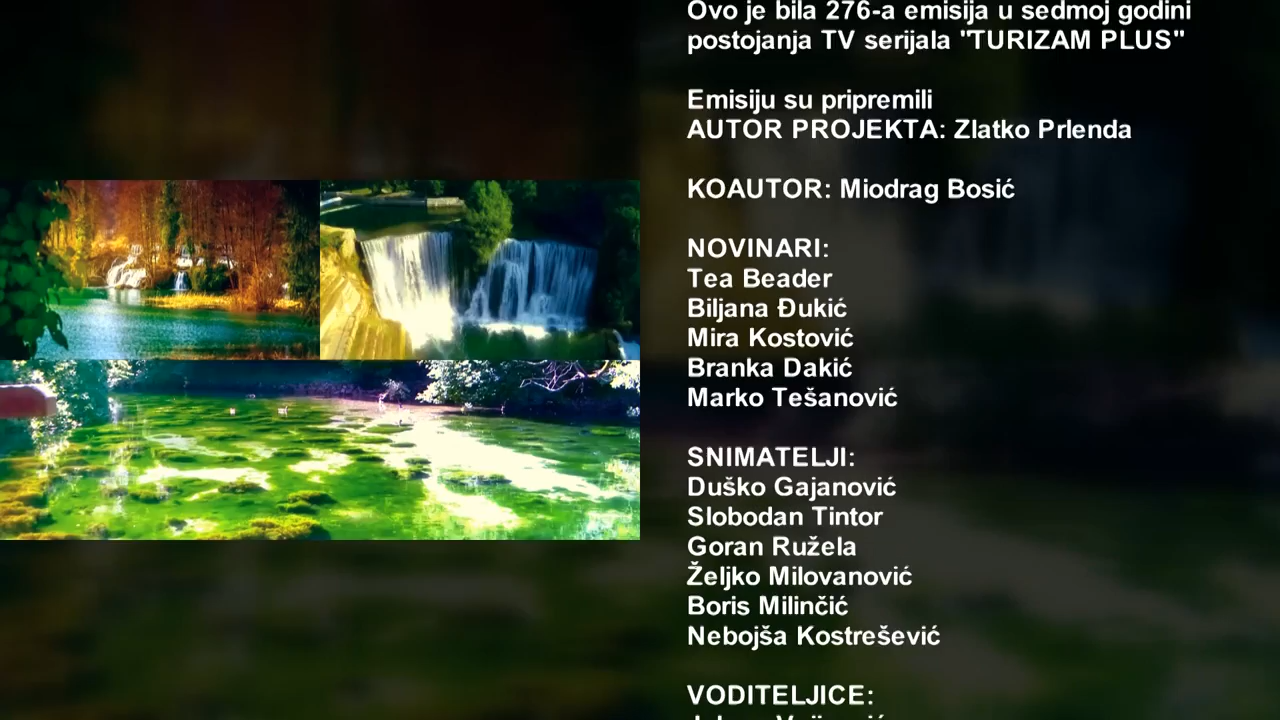 Ovo je bila 276-a emisija u sedmoj godini
postojanja TV serijala "TURIZAM PLUS"
Emisiju su pripremili
AUTOR PROJEKTA: Zlatko Prlenda
KOAUTOR: Miodrag Bosić
NOVINARI:
Tea Beader
Biljana Đukić
Mira Kostović
Branka Dakić
Marko Tešanović
SNIMATELJI:
Duško Gajanović
Slobodan Tintor
Goran Ružela
Željko Milovanović
Boris Milinčić
Nebojša Kostrešević
VODITELJICE: